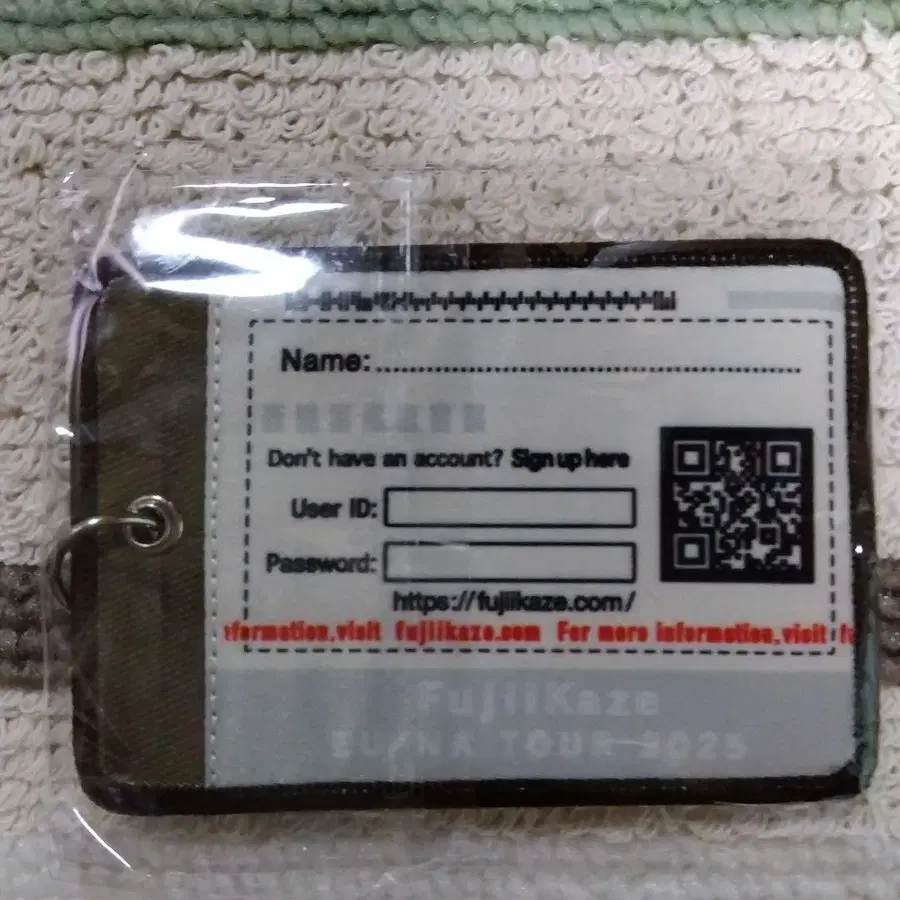 Name:
Don't have an account? Sign up here
User ID:
Password:
https://fujiikaze.com/
visit fujiikaze.com For more information,visit
FujiiKaze
EU/NA TOUR 2025